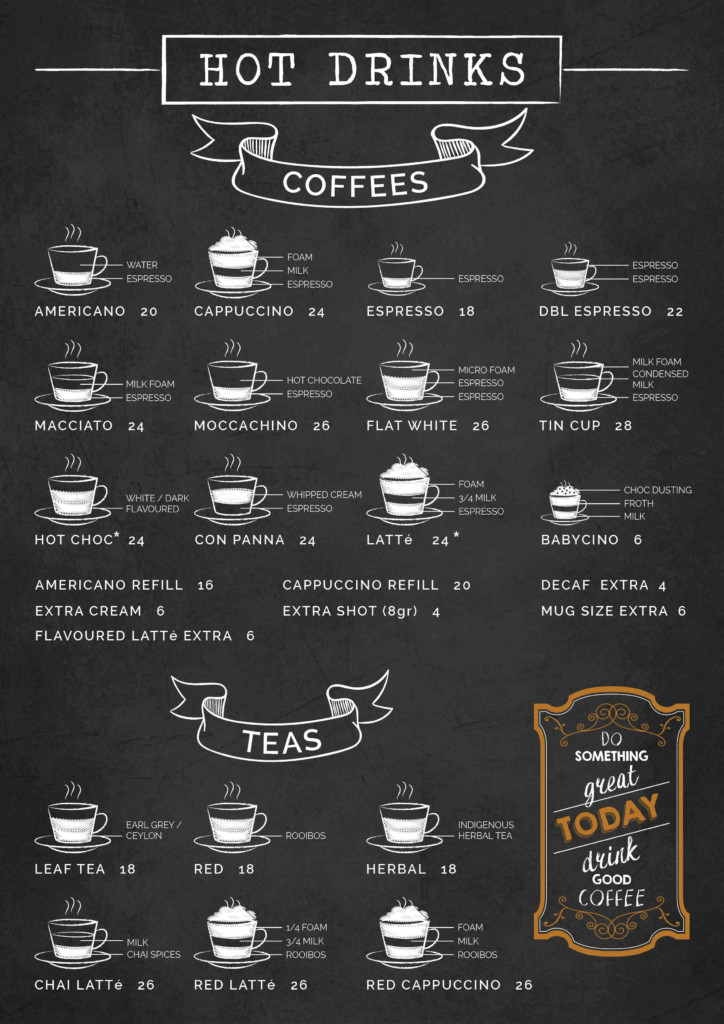 HOT DRINKS
COFFEES
WATER
ESPRESSO
AMERICANO 20
FOAM
MILK
ESPRESSO
CAPPUCCINO 24
ESPRESSO
ESPRESSO 18
ESPRESSO
ESPRESSO
DBL ESPRESSO 22
MILK FOAM
ESPRESSO
MACCIATO 24
HOT CHOCOLATE
ESPRESSO
MOCCACHINO 26
MICRO FOAM
ESPRESSO
ESPRESSO
FLAT WHITE 26
MILK FOAM
CONDENSED
MILK
ESPRESSO
TIN CUP 28
WHITE / DARK
FLAVOURED
HOT CHOC* 24
WHIPPED CREAM
ESPRESSO
CON PANNA 24
FOAM
3/4 MILK
ESPRESSO
LATTé 24*
CHOC DUSTING
FROTH
MILK
BABYCINO 6
AMERICANO REFILL 16
CAPPUCCINO REFILL 20
DECAF EXTRA 4
EXTRA CREAM 6
EXTRA SHOT (8gr) 4
MUG SIZE EXTRA 6
FLAVOURED LATTé EXTRA 6
TEAS
EARL GREY /
CEYLON
LEAF TEA 18
ROOIBOS
RED 18
INDIGENOUS
HERBAL TEA
HERBAL 18
MILK
CHAI SPICES
CHAI LATTé 26
1/4 FOAM
3/4 MILK
ROOIBOS
RED LATTé 26
FOAM
MILK
ROOIBOS
RED CAPPUCCINO 26
DO
SOMETHING
great
TODAY
drink
GOOD
COFFEE